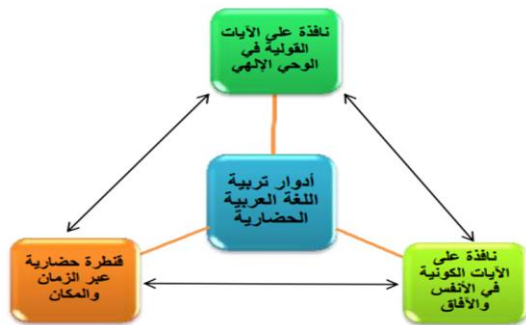 نافذة على الآيات
القولية في
الوحي الإلهي
أدوار تربية
اللغة العربية
الحضارية
قنطرة حضارية
عبر الزمان
والمكان
نافذة على
الآيات الكونية
في الأنفس
والآفاق